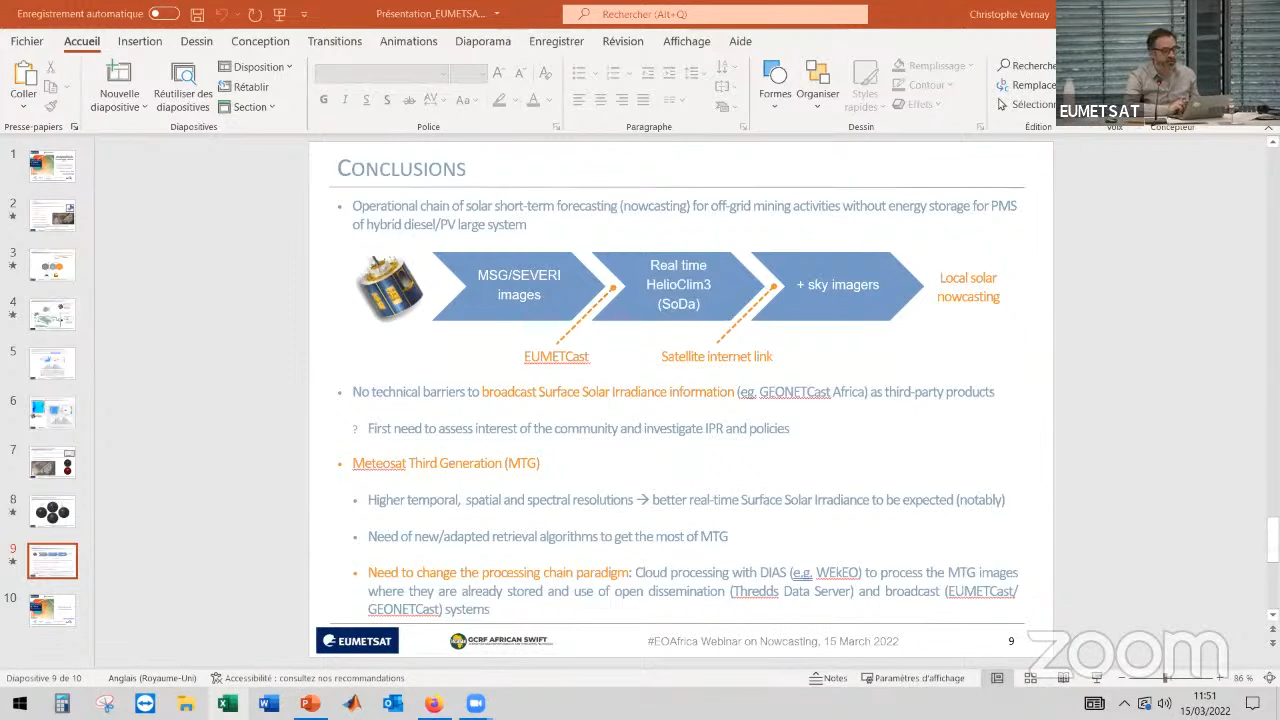 Présentation_EUMETS...
Rechercher (Alt+Q)
Christophe Vernay
Fichier Accueil Insertion Dessin Conception Transitions Animations Diaporama Enregistrer Révision Affichage Aide
Coller
Nouvelle diapositive
Réutiliser des diapositives
Disposition
Rétablir
Section
Formes
Organiser
Styles rapides
Remplissage
Contour
Effets
Recherche
Remplace
Sélection
Presse-papiers
Diapositives
Paragraphe
Dessin
Édition
Voix
Concepteur
EUMETSAT
8
9
10
CONCLUSIONS
• Operational chain of solar short-term forecasting (nowcasting) for off-grid mining activities without energy storage for PMS
of hybrid diesel/PV large system
MSG/SEVERI
images
Real time
HelioClim3
(SoDa)
+ sky imagers
Local solar
nowcasting
EUMETCast
Satellite internet link
• No technical barriers to broadcast Surface Solar Irradiance information (eg. GEONETCast Africa) as third-party products
? First need to assess interest of the community and investigate IPR and policies
• Meteosat Third Generation (MTG)
• Higher temporal, spatial and spectral resolutions → better real-time Surface Solar Irradiance to be expected (notably)
• Need of new/adapted retrieval algorithms to get the most of MTG
• Need to change the processing chain paradigm: Cloud processing with DIAS (e.g. WEkEO) to process the MTG images
where they are already stored and use of open dissemination (Thredds Data Server) and broadcast (EUMETCast/
GEONETCast) systems
EUMETSAT
GCRF AFRICAN SWIFT
#EOAfrica Webinar on Nowcasting, 15 March 2022
9
zoom
Diapositive 9 de 10
Anglais (Royaume-Uni)
Accessibilité : consultez nos recommandations
Notes
Paramètres d'affichage
86%
11:51
15/03/2022